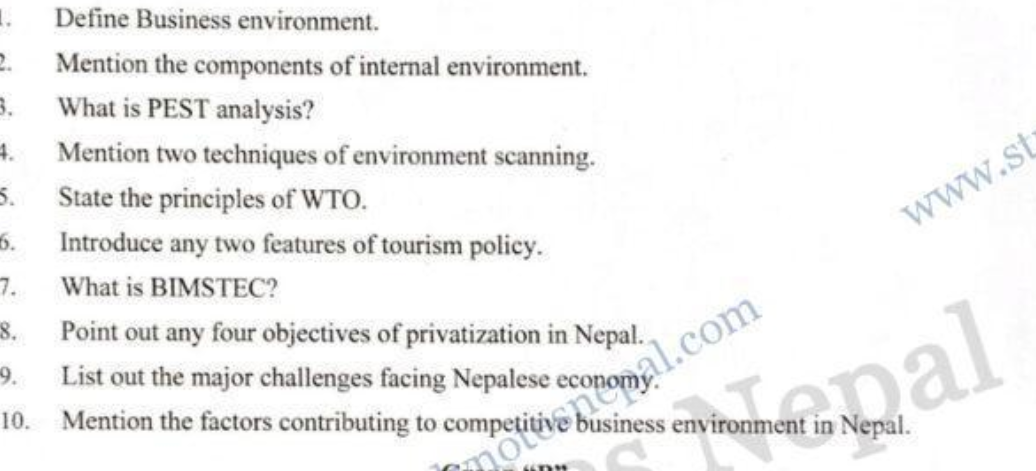 1. Define Business environment.
2. Mention the components of internal environment.
3. What is PEST analysis?
4. Mention two techniques of environment scanning.
5. State the principles of WTO.
6. Introduce any two features of tourism policy.
7. What is BIMSTEC?
8. Point out any four objectives of privatization in Nepal.
9. List out the major challenges facing Nepalese economy.
10. Mention the factors contributing to competitive business environment in Nepal.
www.st
notesnepal.com
s Nepal